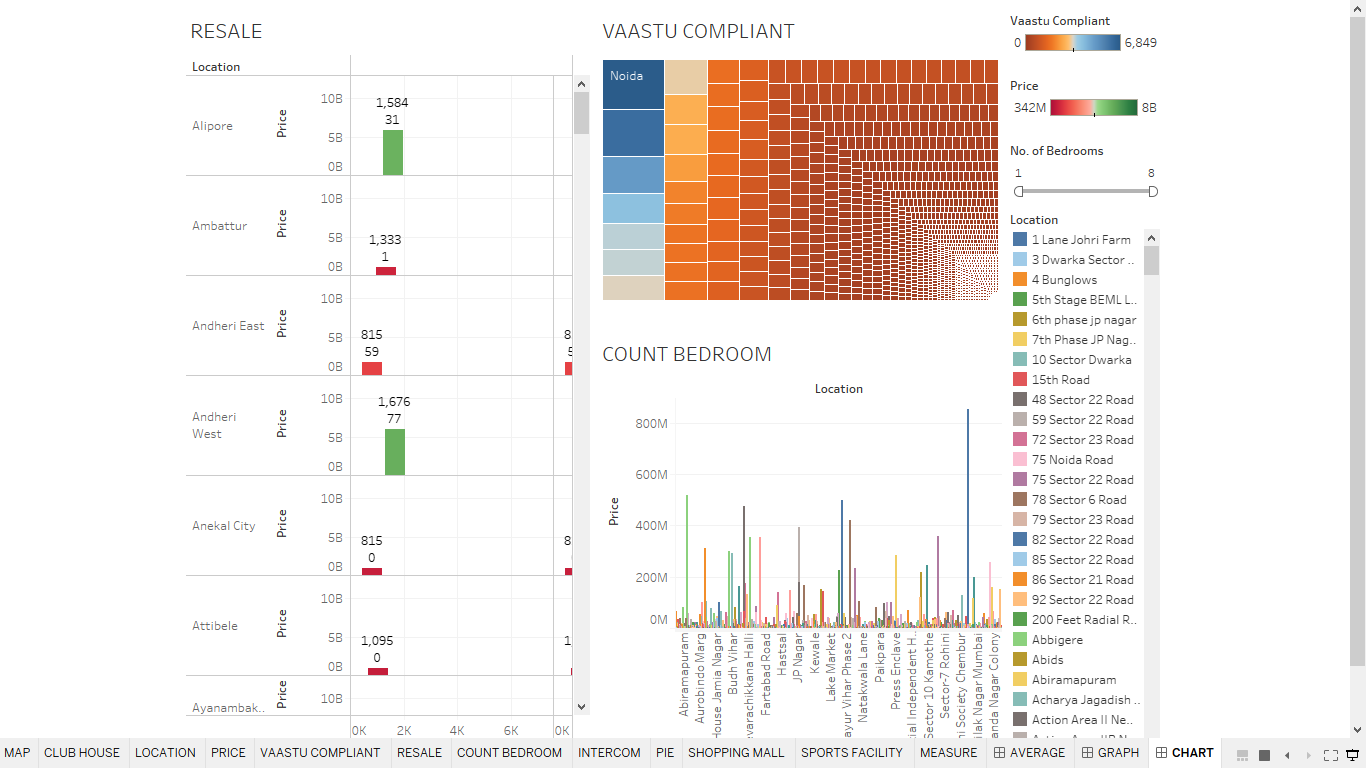 RESALE
Location
Alipore
Price
10B
5B
0B
1,584
31
Ambattur
Price
10B
5B
0B
1,333
1
Andheri East
Price
10B
5B
0B
815
59
Andheri
West
Price
10B
5B
0B
1,676
77
Anekal City
Price
10B
5B
0B
815
0
Attibele
Price
10B
5B
0B
1,095
0
Ayanambak..
Price
10B
0K
2K
4K
6K
0K
VAASTU COMPLIANT
Noida
COUNT BEDROOM
Location
Price
800M
600M
400M
200M
0M
Abiramapuram
Aurobindo Marg
House Jamia Nagar
Budh Vihar
evarachikkana Halli
Fartabad Road
Hastsal
JP Nagar
Kewale
Lake Market
ayur Vihar Phase 2
Natakwala Lane
Paikpara
Press Enclave
ial Independent H..
Sector 10 Kamothe
Sector-7 Rohini
ni Society Chembur
ilak Nagar Mumbai
anda Nagar Colony
Vaastu Compliant
0
6,849
Price
342M
8B
No. of Bedrooms
1
8
Location
1 Lane Johri Farm
3 Dwarka Sector ..
4 Bunglows
5th Stage BEML L..
6th phase jp nagar
7th Phase JP Nag..
10 Sector Dwarka
15th Road
48 Sector 22 Road
59 Sector 22 Road
72 Sector 23 Road
75 Noida Road
75 Sector 22 Road
78 Sector 6 Road
79 Sector 23 Road
82 Sector 22 Road
85 Sector 22 Road
86 Sector 21 Road
92 Sector 22 Road
200 Feet Radial R..
Abbigere
Abids
Abiramapuram
Acharya Jagadish ..
Action Area II Ne..
MAP
CLUB HOUSE
LOCATION
PRICE
VAASTU COMPLIANT
RESALE
COUNT BEDROOM
INTERCOM
PIE
SHOPPING MALL
SPORTS FACILITY
MEASURE
AVERAGE
GRAPH
CHART